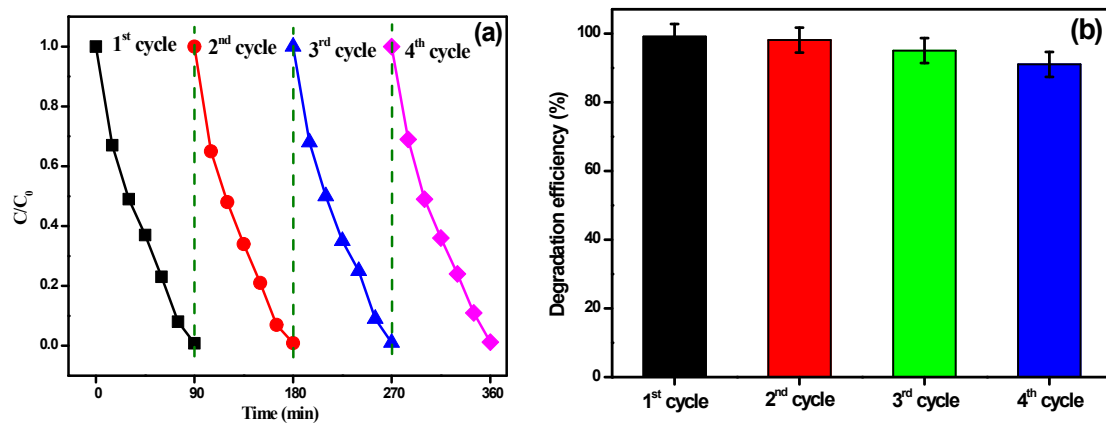 (a)
1st cycle 2nd cycle 3rd cycle 4th cycle
1.0
0.8
0.6
0.4
0.2
0.0
C/C0
0 90 180 270 360
Time (min)
(b)
100
80
60
40
20
0
Degradation efficiency (%)
1st cycle 2nd cycle 3rd cycle 4th cycle